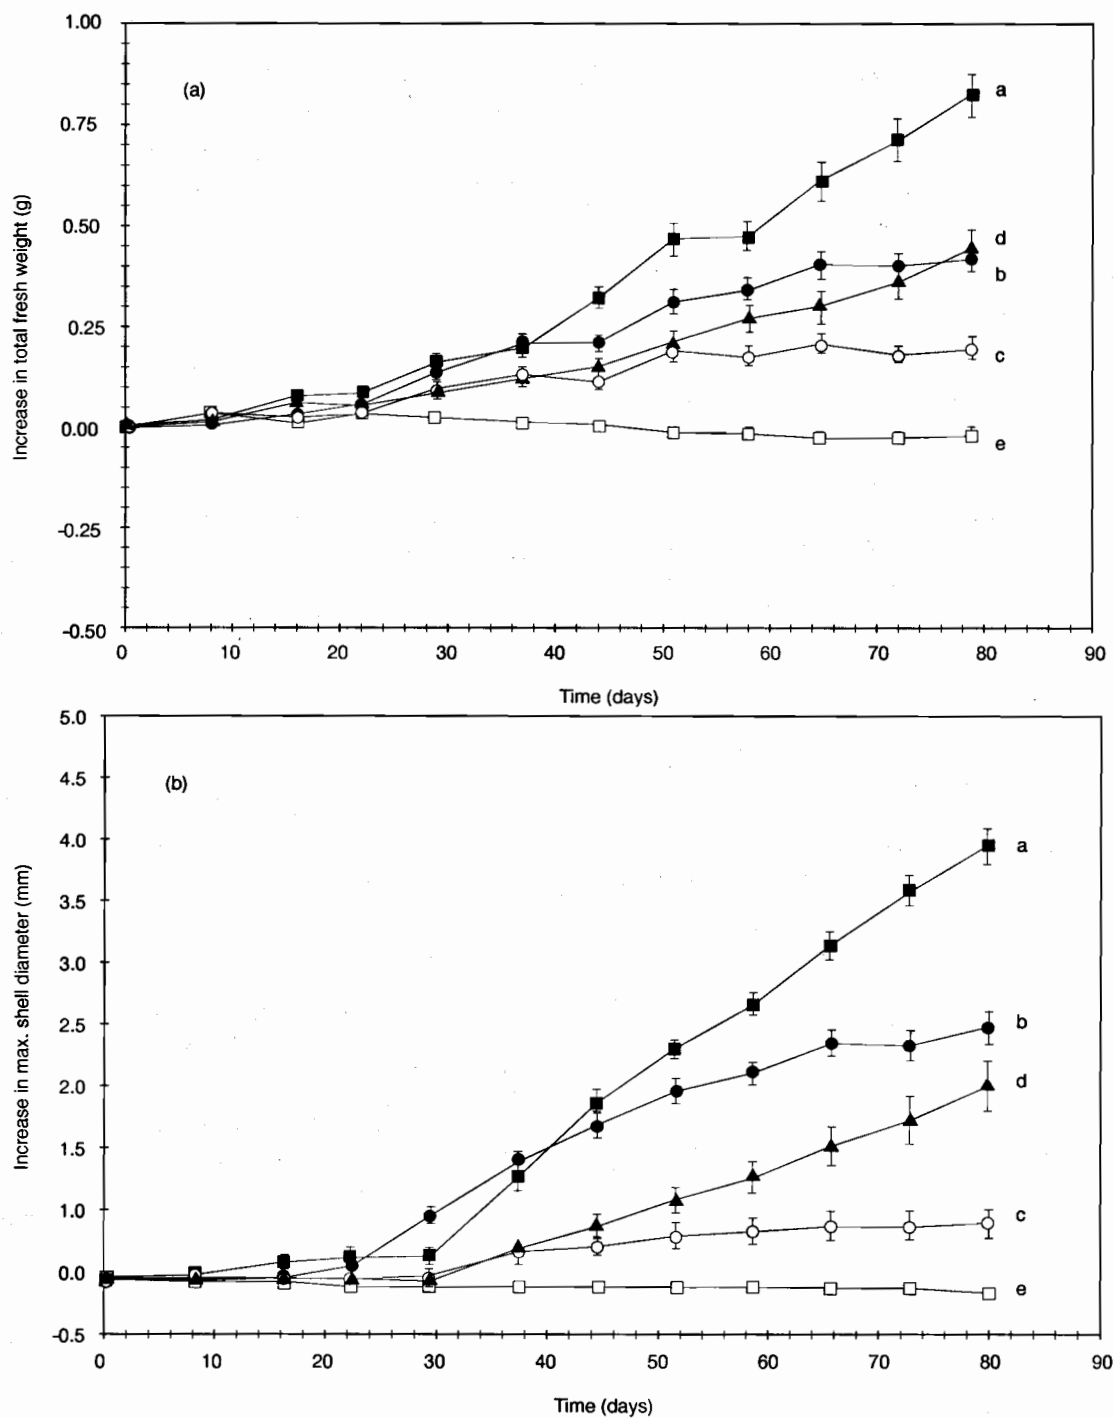 1.00
(a)
a
0.75
0.50
d
b
0.25
c
0.00
e
-0.25
-0.50
Increase in total fresh weight (g)
0 10 20 30 40 50 60 70 80 90
Time (days)
5.0
4.5
(b)
4.0
a
3.5
3.0
2.5
b
2.0
d
1.5
1.0
c
0.0
e
-0.5
Increase in max. shell diameter (mm)
0 10 20 30 40 50 60 70 80 90
Time (days)